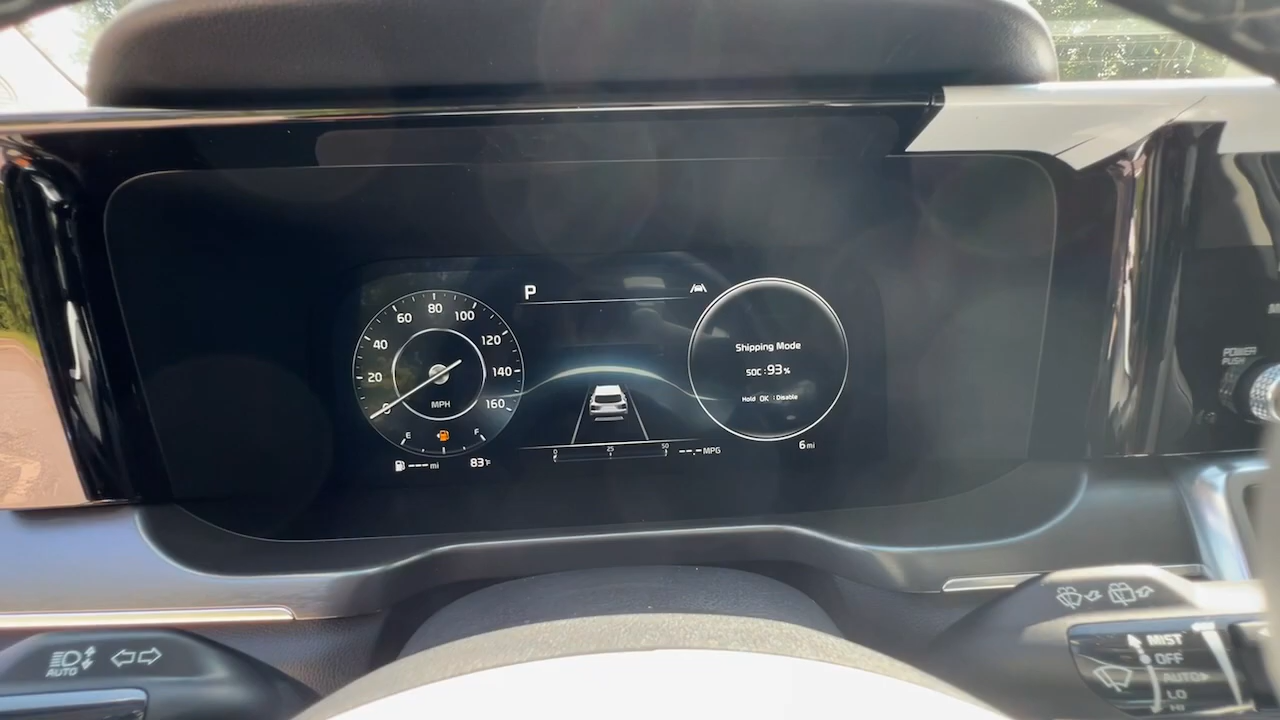 P
80
60
100
40
120
20
140
0
160
MPH
E
F
--- mi
83°F
Shipping Mode
SOC : 93 %
Hold OK : Disable
0 25 50
--.- MPG
6 mi
POWER
PUSH
AUTO
MIST
OFF
AUTO
LO
HI